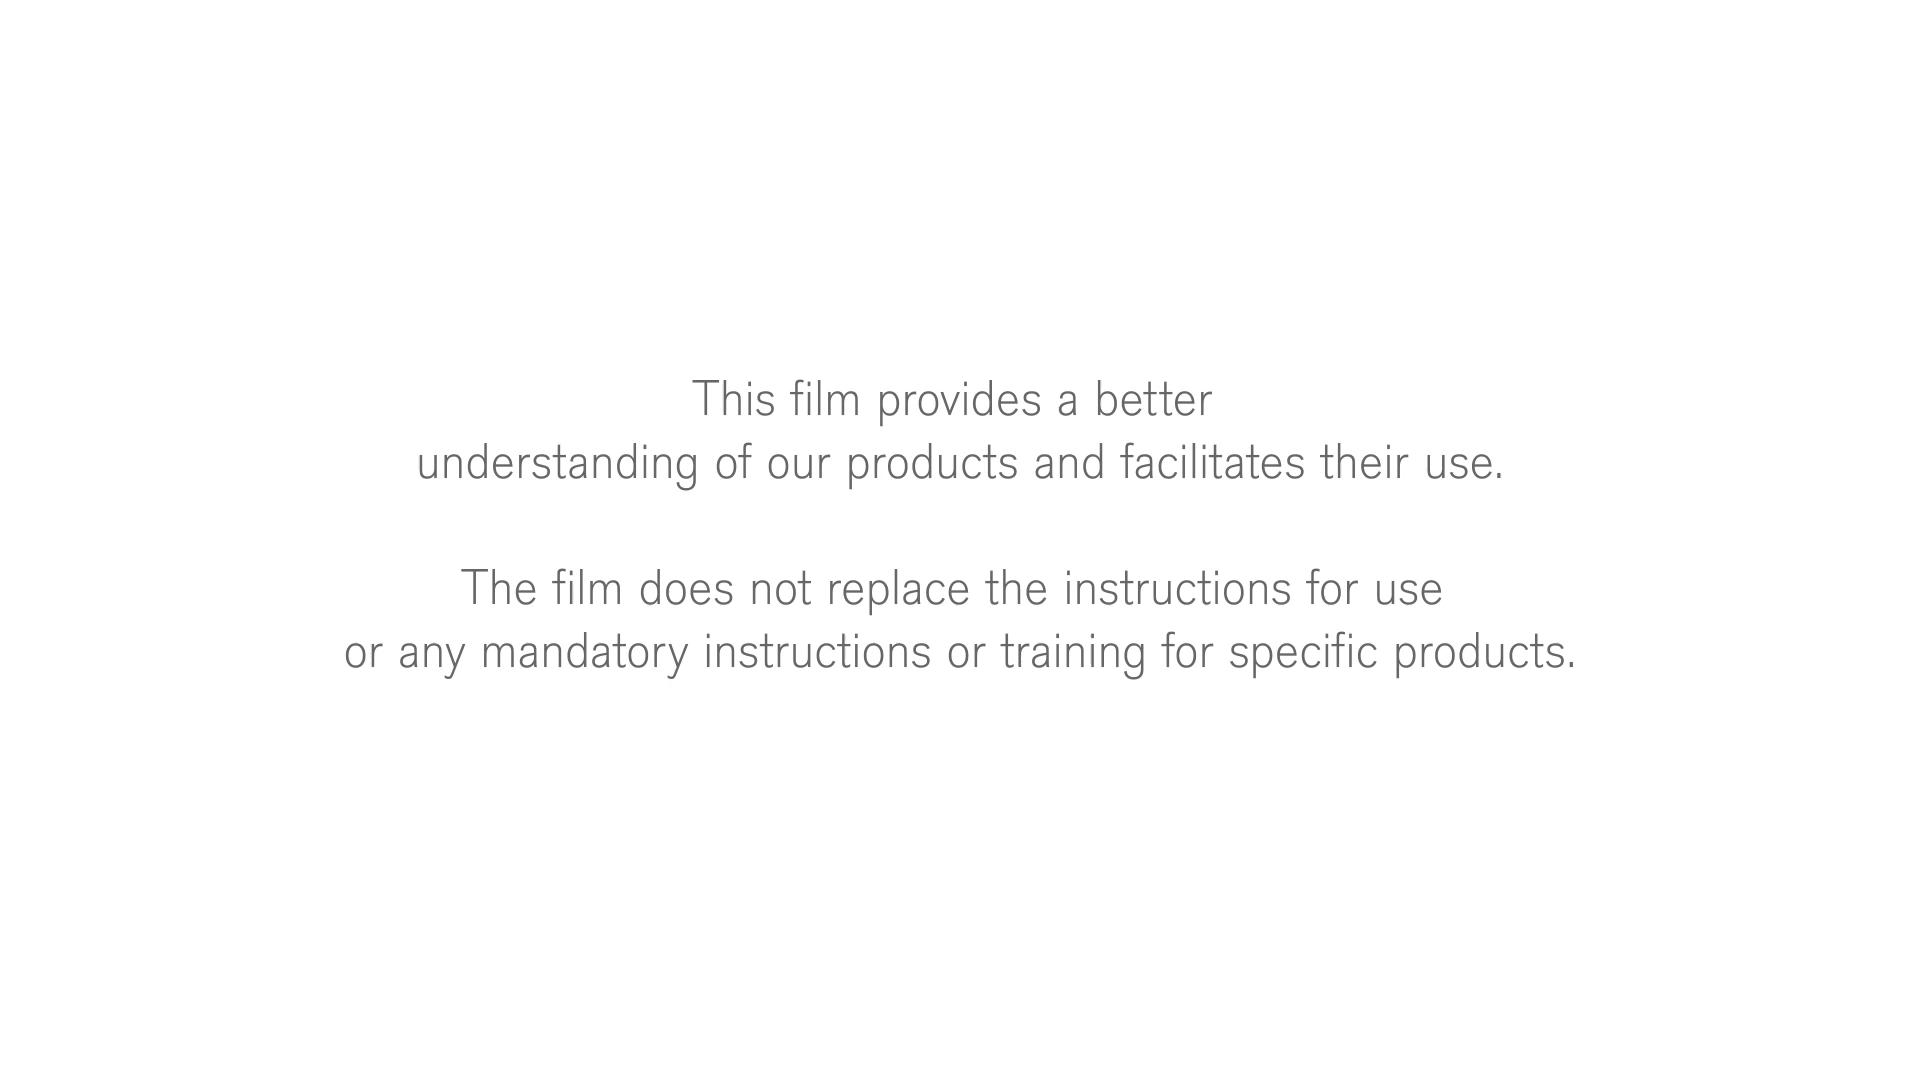 This film provides a better
understanding of our products and facilitates their use.
The film does not replace the instructions for use
or any mandatory instructions or training for specific products.